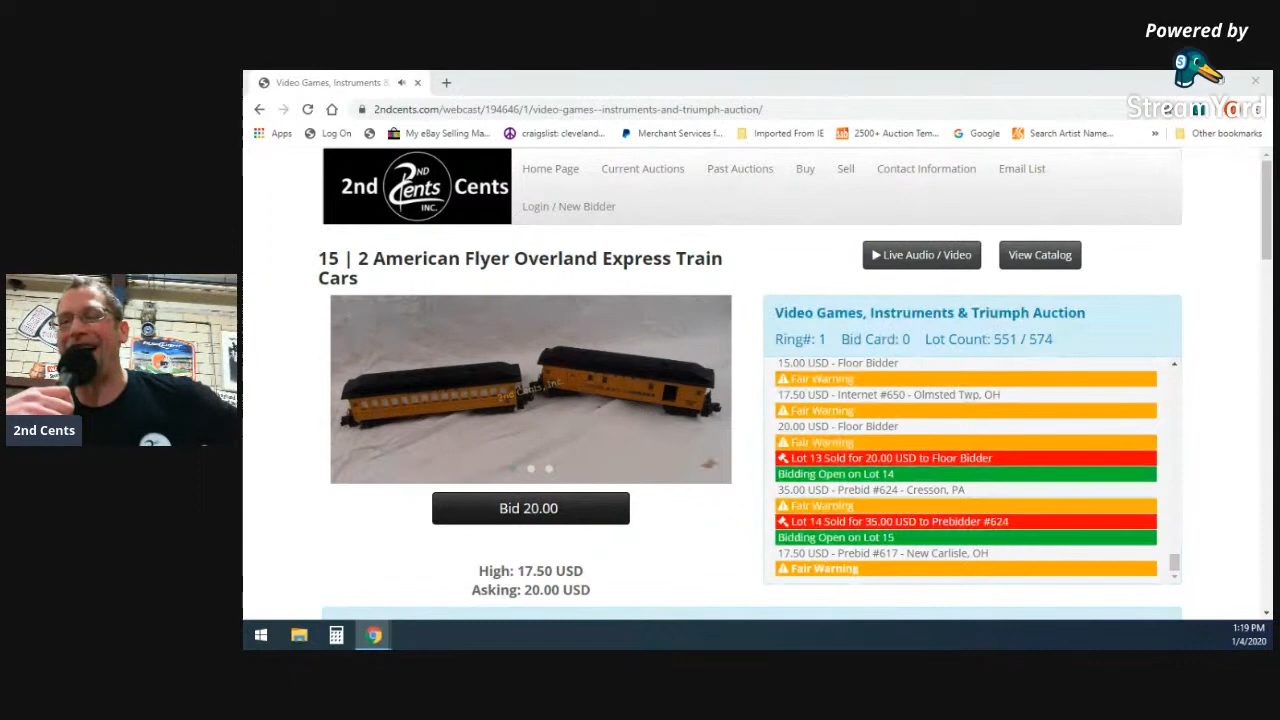 Powered by
StreamYard
Video Games, Instruments &
2ndcents.com/webcast/194646/1/video-games--instruments-and-triumph-auction/
Apps
Log On
My eBay Selling Ma...
craigslist: cleveland...
Merchant Services f...
Imported From IE
2500+ Auction Tem...
Google
Search Artist Name...
Other bookmarks
2nd 2ND Cents INC. Cents
Home Page
Current Auctions
Past Auctions
Buy
Sell
Contact Information
Email List
Login / New Bidder
15 | 2 American Flyer Overland Express Train
Cars
Live Audio / Video
View Catalog
2nd Cents, Inc.
Bid 20.00
High: 17.50 USD
Asking: 20.00 USD
Video Games, Instruments & Triumph Auction
Ring#: 1 Bid Card: 0 Lot Count: 551 / 574
15.00 USD - Floor Bidder
Fair Warning
17.50 USD - Internet #650 - Olmsted Twp, OH
Fair Warning
20.00 USD - Floor Bidder
Fair Warning
Lot 13 Sold for 20.00 USD to Floor Bidder
Bidding Open on Lot 14
35.00 USD - Prebid #624 - Cresson, PA
Fair Warning
Lot 14 Sold for 35.00 USD to Prebidder #624
Bidding Open on Lot 15
17.50 USD - Prebid #617 - New Carlisle, OH
Fair Warning
2nd Cents
1:19 PM
1/4/2020